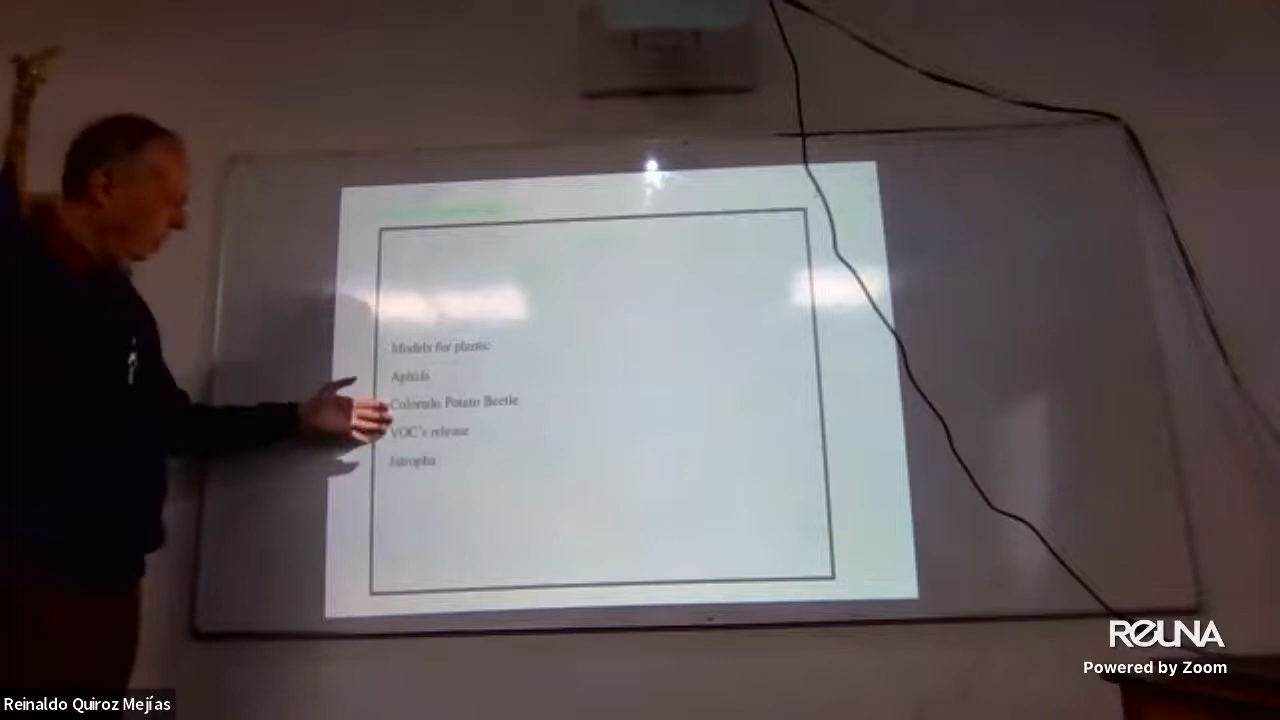 Models for plants:
Aphids
Colorado Potato Beetle
VOC's release
Jatropha
REUNA
Powered by Zoom
Reinaldo Quiroz Mejías